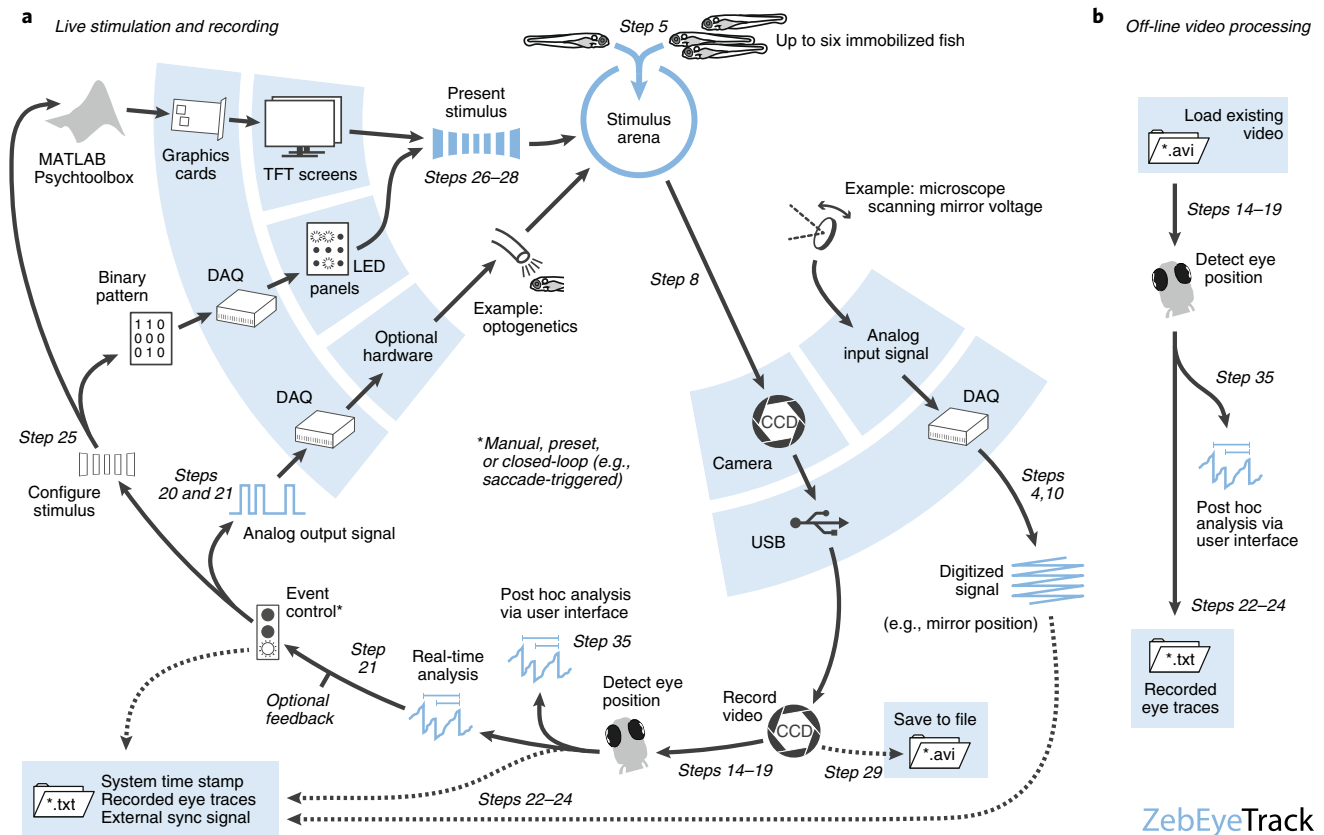 a
Live stimulation and recording
Step 5
Up to six immobilized fish
MATLAB
Psychtoolbox
Graphics
cards
TFT screens
Present
stimulus
Steps 26–28
Stimulus
arena
Example: microscope
scanning mirror voltage
Binary
pattern
1 1 0
0 0 0
0 1 0
DAQ
LED
panels
Example:
optogenetics
Optional
hardware
Step 8
Analog
input signal
DAQ
DAQ
CCD
Camera
*Manual, preset,
or closed-loop (e.g.,
saccade-triggered)
Step 25
Configure
stimulus
Steps
20 and 21
Analog output signal
USB
Steps
4,10
Digitized
signal
(e.g., mirror position)
Event
control*
Step
21
Optional
feedback
Real-time
analysis
Post hoc analysis
via user interface
Step 35
Detect eye
position
Record
video
CCD
Steps 14–19
Step 29
Save to file
*.avi
Steps 22–24
*.txt
System time stamp
Recorded eye traces
External sync signal
b
Off-line video processing
Load existing
video
*.avi
Steps 14–19
Detect eye
position
Step 35
Post hoc
analysis via
user interface
Steps 22–24
*.txt
Recorded
eye traces
ZebEyeTrack